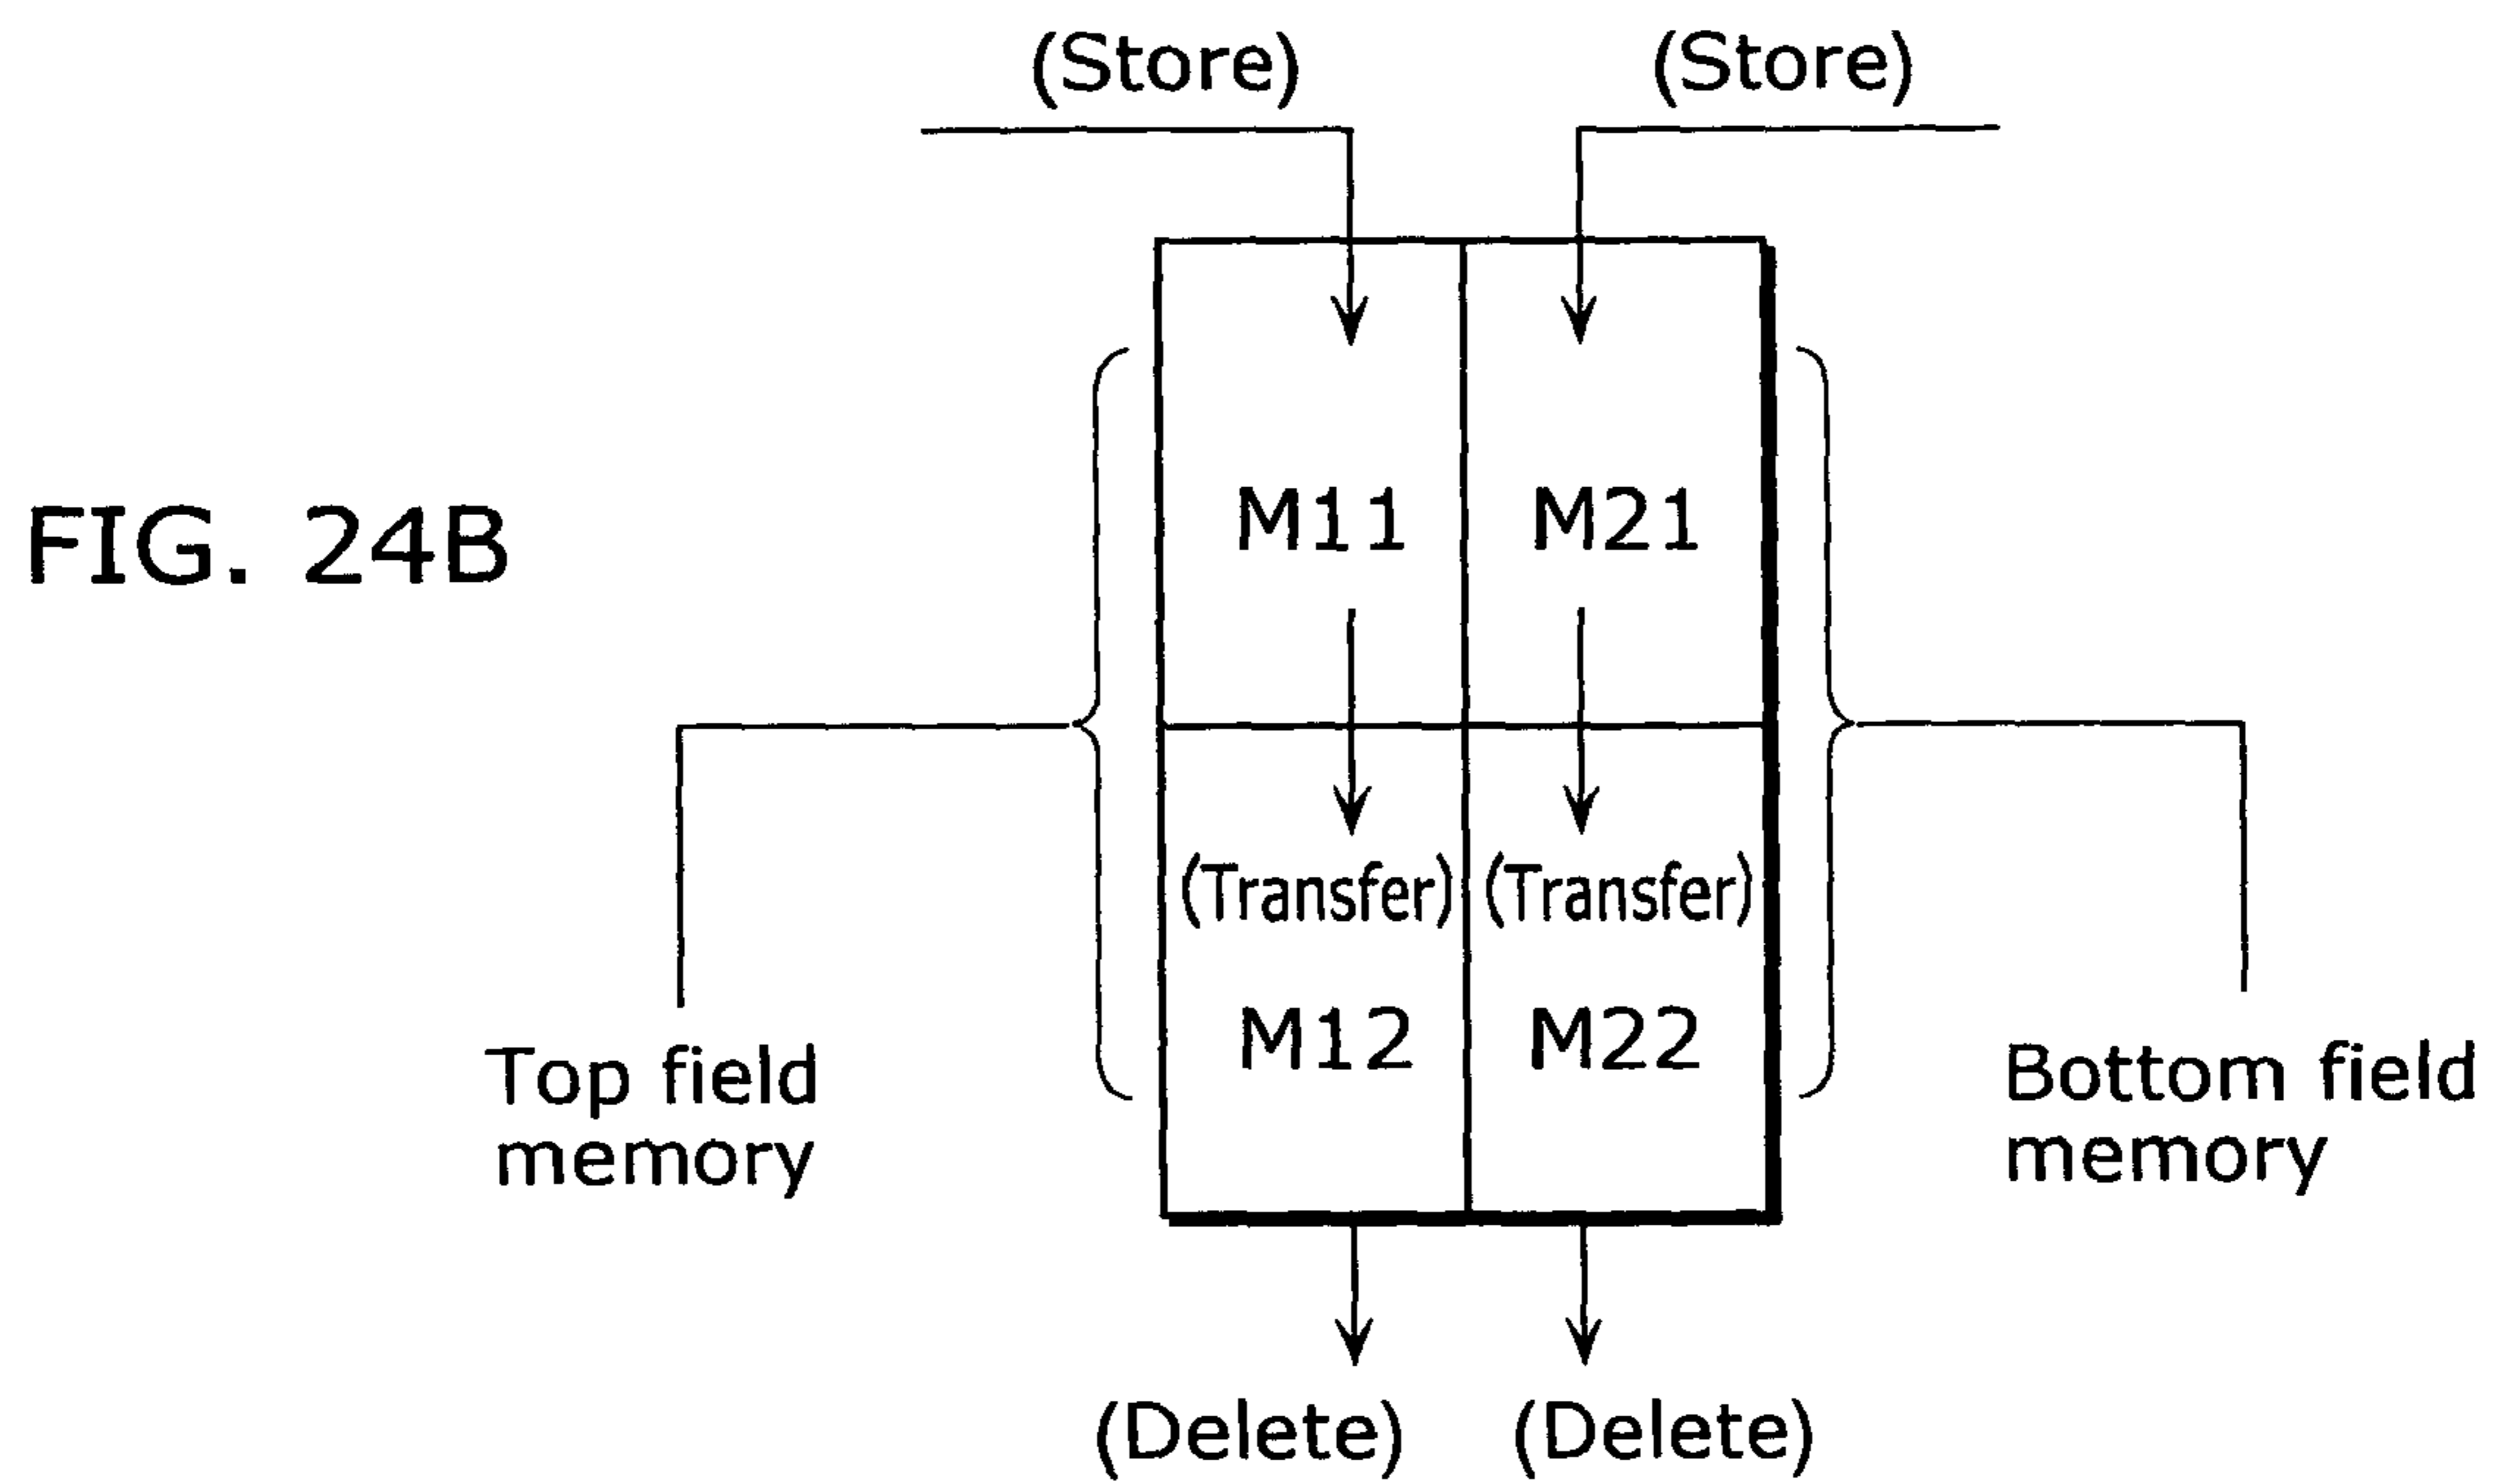 (Store) (Store)
FIG. 24B
M11 M21
(Transfer) (Transfer)
M12 M22
Top field
memory
Bottom field
memory
(Delete) (Delete)